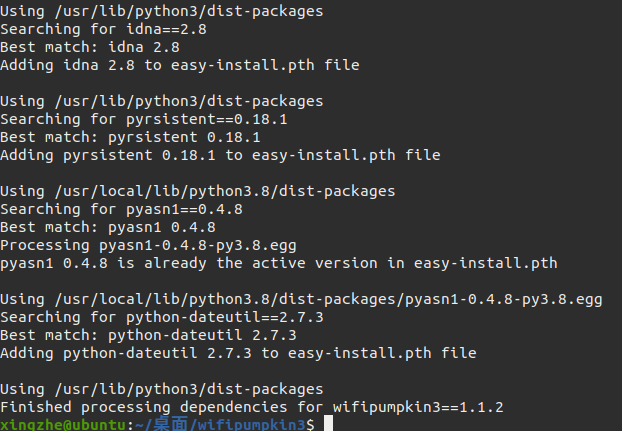 Using /usr/lib/python3/dist-packages
Searching for idna==2.8
Best match: idna 2.8
Adding idna 2.8 to easy-install.pth file
Using /usr/lib/python3/dist-packages
Searching for pyrsistent==0.18.1
Best match: pyrsistent 0.18.1
Adding pyrsistent 0.18.1 to easy-install.pth file
Using /usr/local/lib/python3.8/dist-packages
Searching for pyasn1==0.4.8
Best match: pyasn1 0.4.8
Processing pyasn1-0.4.8-py3.8.egg
pyasn1 0.4.8 is already the active version in easy-install.pth
Using /usr/local/lib/python3.8/dist-packages/pyasn1-0.4.8-py3.8.egg
Searching for python-dateutil==2.7.3
Best match: python-dateutil 2.7.3
Adding python-dateutil 2.7.3 to easy-install.pth file
Using /usr/lib/python3/dist-packages
Finished processing dependencies for wifipumpkin3==1.1.2
xingzhe@ubuntu:~/桌面/wifipumpkin3$